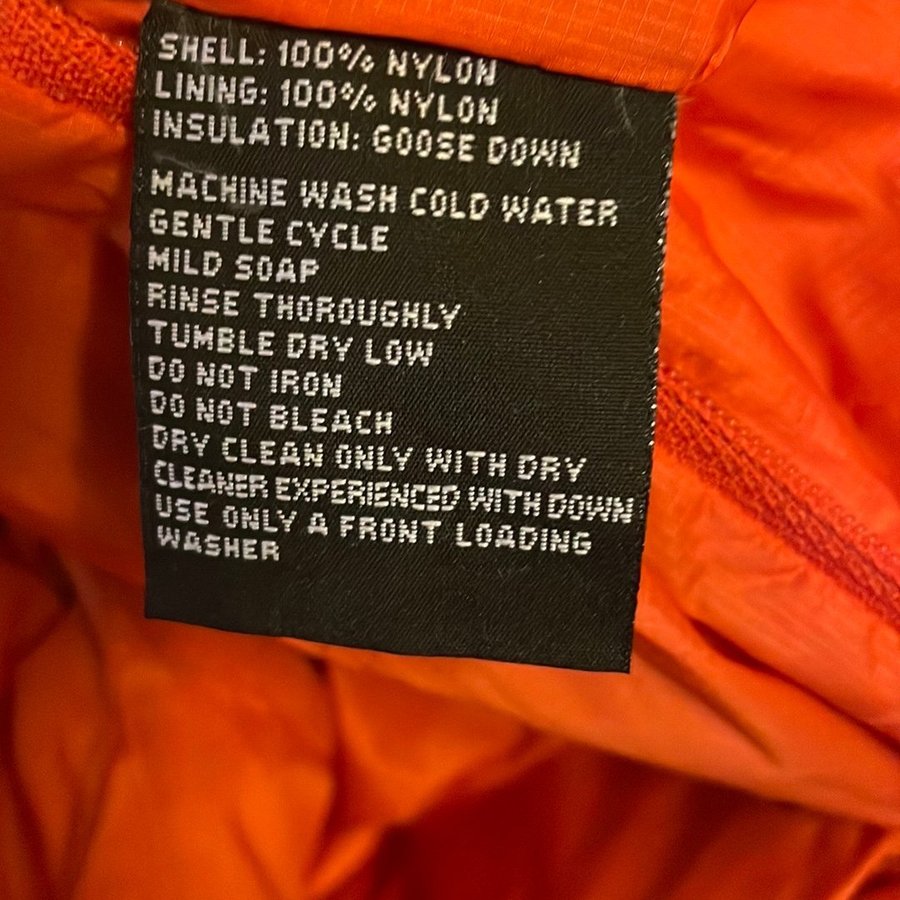 SHELL: 100% NYLON
LINING: 100% NYLON
INSULATION: GOOSE DOWN
MACHINE WASH COLD WATER
GENTLE CYCLE
MILD SOAP
RINSE THOROUGHLY
TUMBLE DRY LOW
DO NOT IRON
DO NOT BLEACH
DRY CLEAN ONLY WITH DRY
CLEANER EXPERIENCED WITH DOWN
USE ONLY A FRONT LOADING
WASHER